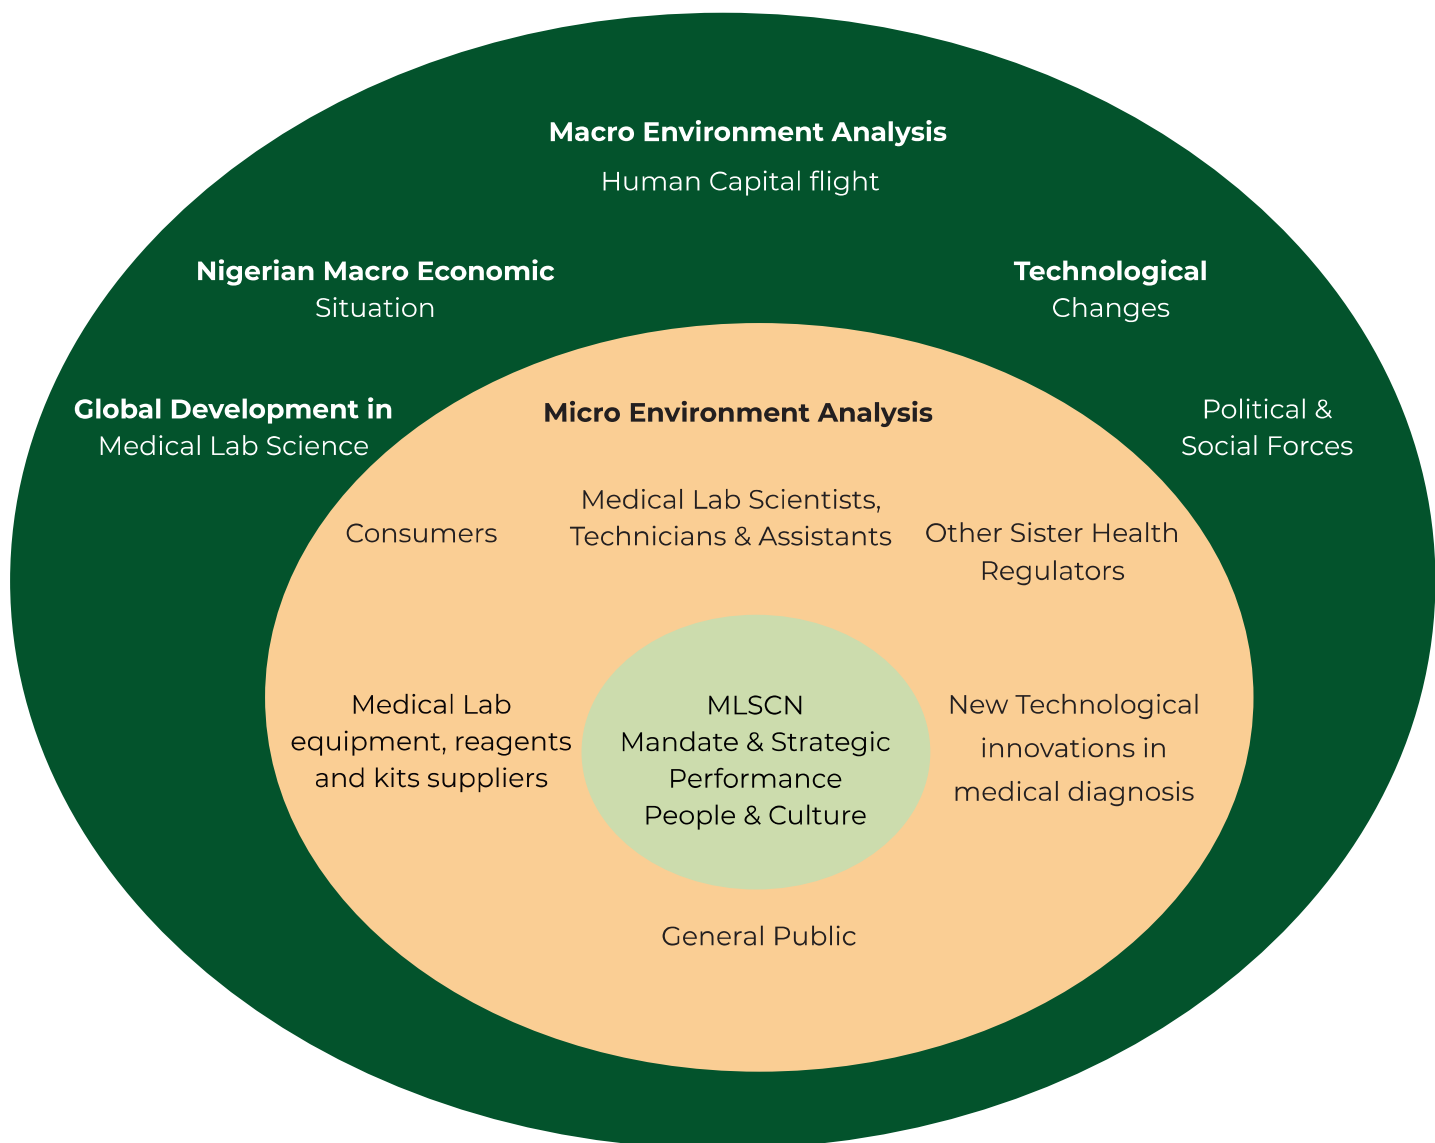 Macro Environment Analysis
Human Capital flight
Nigerian Macro Economic
Situation
Technological
Changes
Global Development in
Medical Lab Science
Political &
Social Forces
Micro Environment Analysis
Consumers
Medical Lab Scientists,
Technicians & Assistants
Other Sister Health
Regulators
Medical Lab
equipment, reagents
and kits suppliers
MLSCN
Mandate & Strategic
Performance
People & Culture
New Technological
innovations in
medical diagnosis
General Public